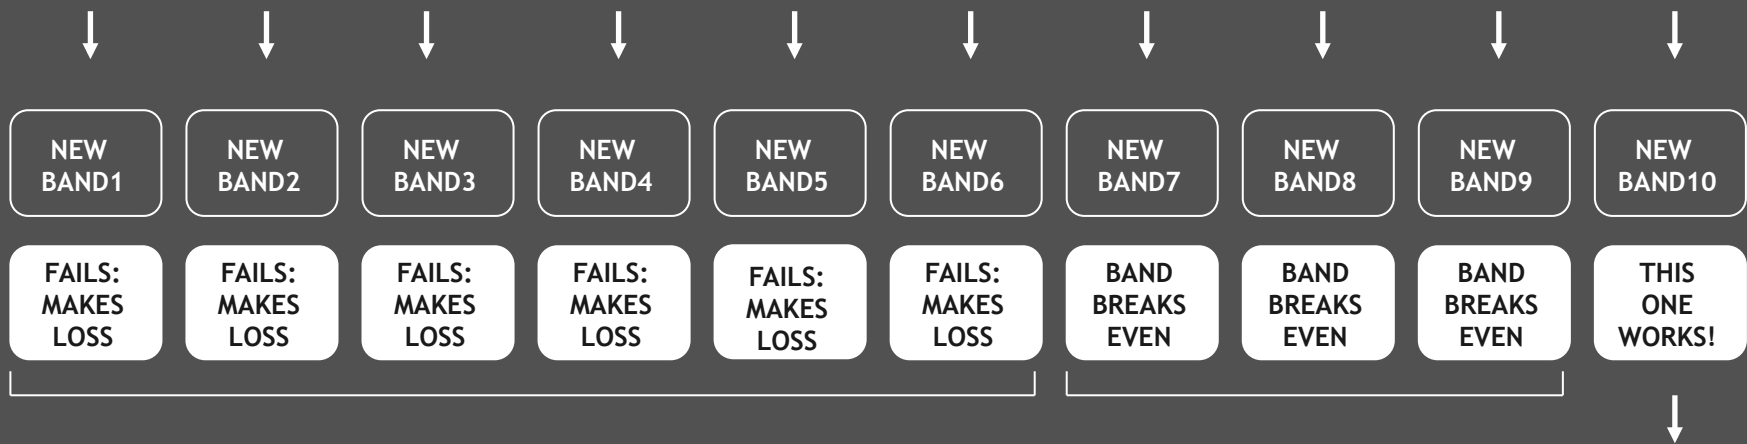 NEW
BAND1
NEW
BAND2
NEW
BAND3
NEW
BAND4
NEW
BAND5
NEW
BAND6
NEW
BAND7
NEW
BAND8
NEW
BAND9
NEW
BAND10
FAILS:
MAKES
LOSS
FAILS:
MAKES
LOSS
FAILS:
MAKES
LOSS
FAILS:
MAKES
LOSS
FAILS:
MAKES
LOSS
FAILS:
MAKES
LOSS
BAND
BREAKS
EVEN
BAND
BREAKS
EVEN
BAND
BREAKS
EVEN
THIS
ONE
WORKS!